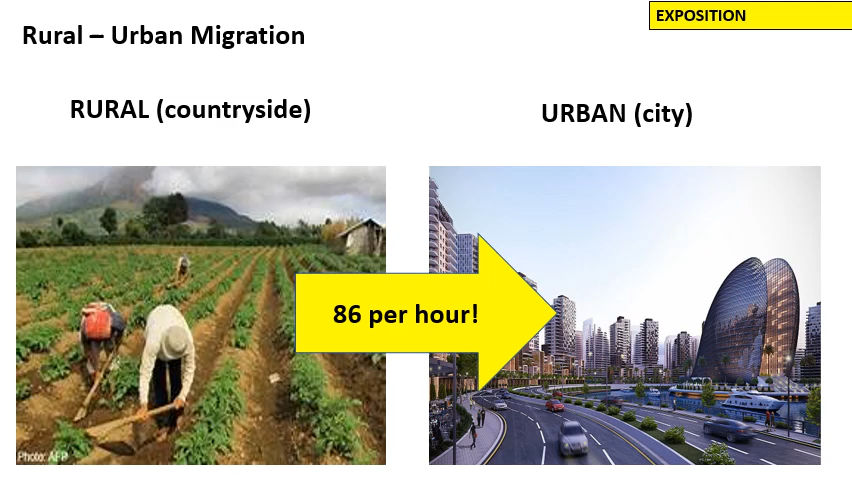 EXPOSITION
Rural – Urban Migration
RURAL (countryside)
URBAN (city)
86 per hour!
Photo: AFP